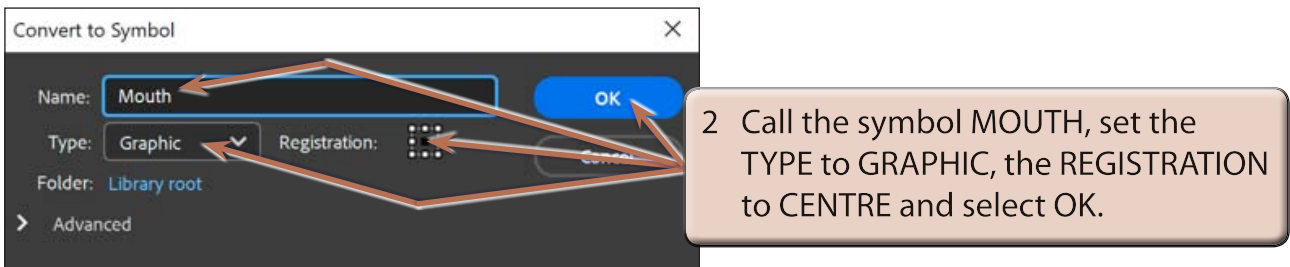 Convert to Symbol
Name: Mouth OK
Type: Graphic Registration:
Folder: Library root
Advanced
2 Call the symbol MOUTH, set the
TYPE to GRAPHIC, the REGISTRATION
to CENTRE and select OK.